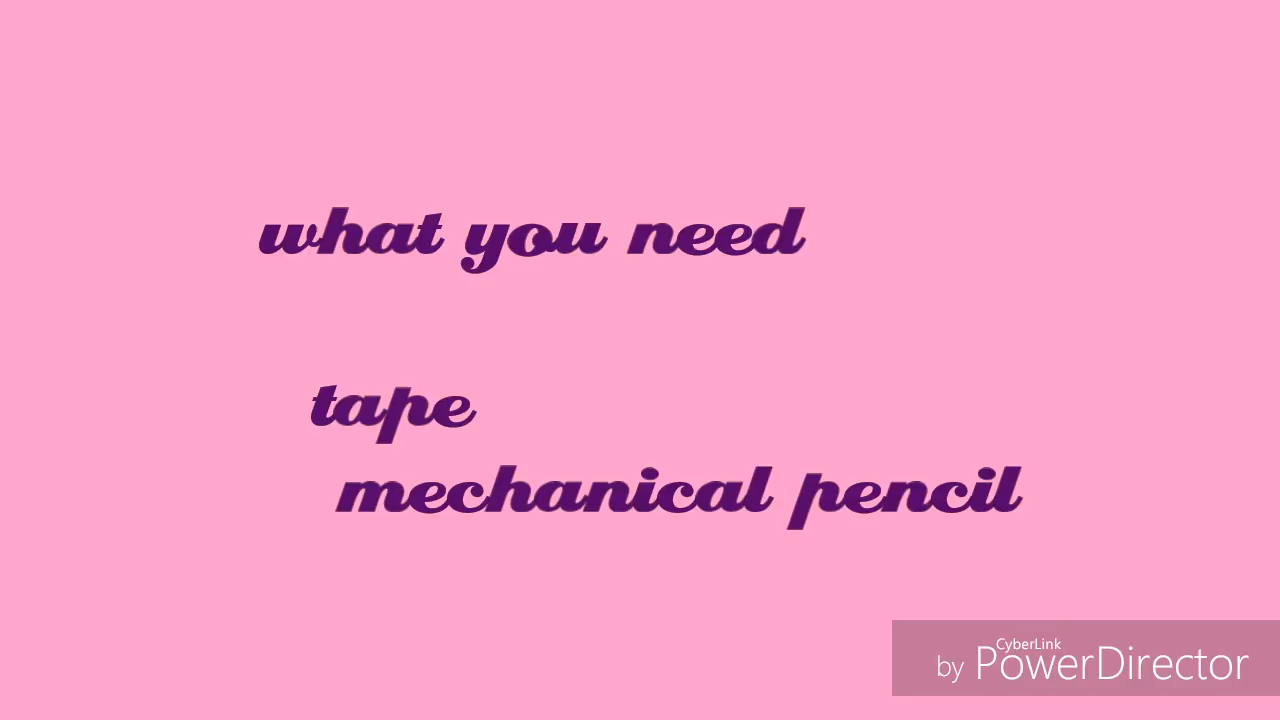 what you need
tape
mechanical pencil
CyberLink
by PowerDirector